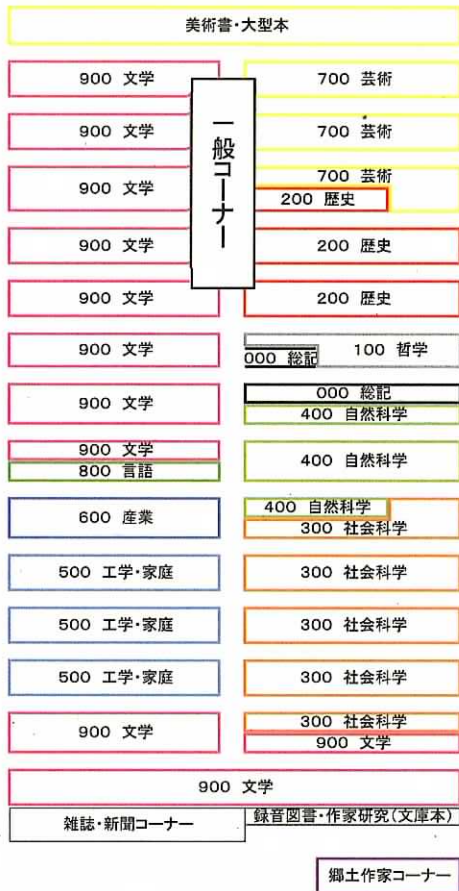 美術書・大型本
900 文学
700 芸術
一般コーナー
900 文学
700 芸術
900 文学
700 芸術
200 歴史
900 文学
200 歴史
900 文学
200 歴史
900 文学
000 総記
100 哲学
900 文学
000 総記
400 自然科学
900 文学
800 言語
400 自然科学
600 産業
400 自然科学
300 社会科学
500 工学・家庭
300 社会科学
500 工学・家庭
300 社会科学
500 工学・家庭
300 社会科学
900 文学
300 社会科学
900 文学
900 文学
雑誌・新聞コーナー
録音図書・作家研究(文庫本)
郷土作家コーナー